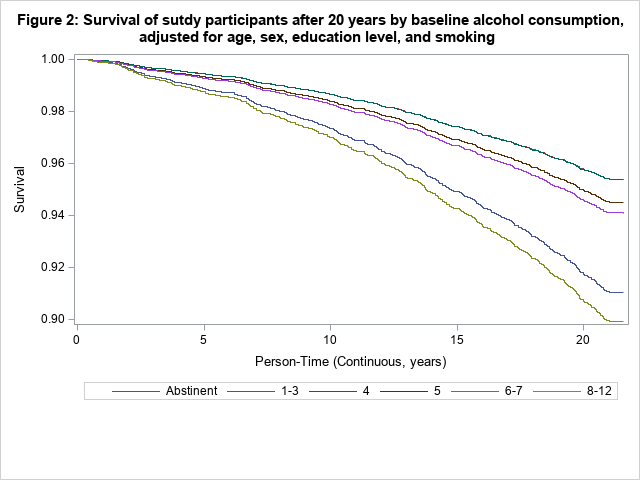 Figure 2: Survival of sutdy participants after 20 years by baseline alcohol consumption,
adjusted for age, sex, education level, and smoking
1.00
0.98
0.96
0.94
0.92
0.90
Survival
0 5 10 15 20
Person-Time (Continuous, years)
Abstinent 1-3 4 5 6-7 8-12